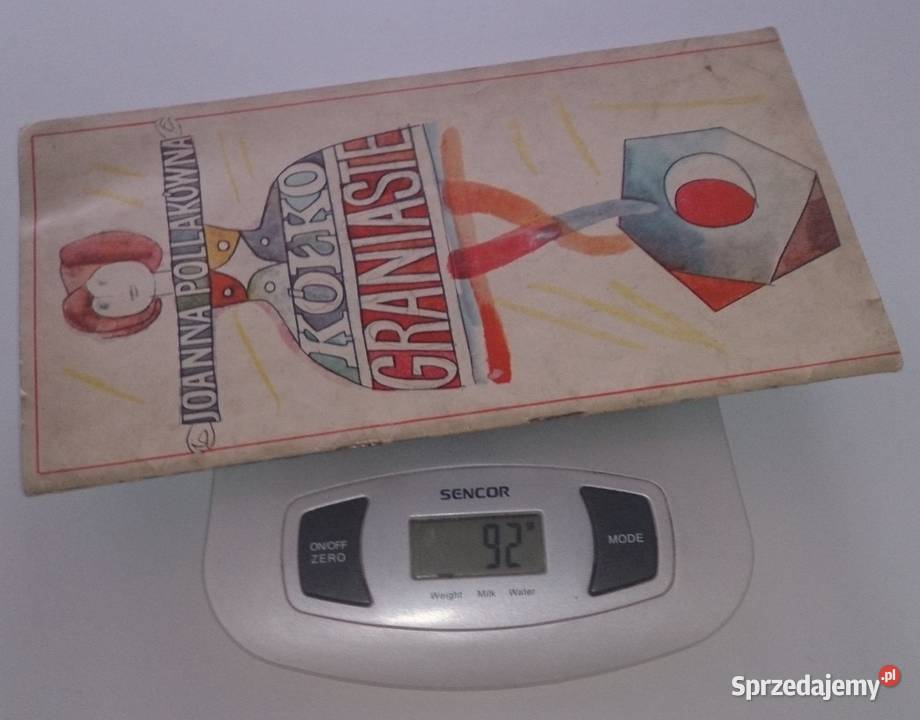 JOANNA POLLAKÓWNA
KÓŁKO
GRANIASTE
SENCOR
ON/OFF
ZERO
92
MODE
Weight Milk Water
Sprzedajemy.pl